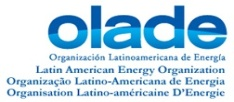 olade
Organización Latinoamericana de Energía
Latin American Energy Organization
Organização Latino-Americana de Energia
Organisation Latino-américaine D'Energie